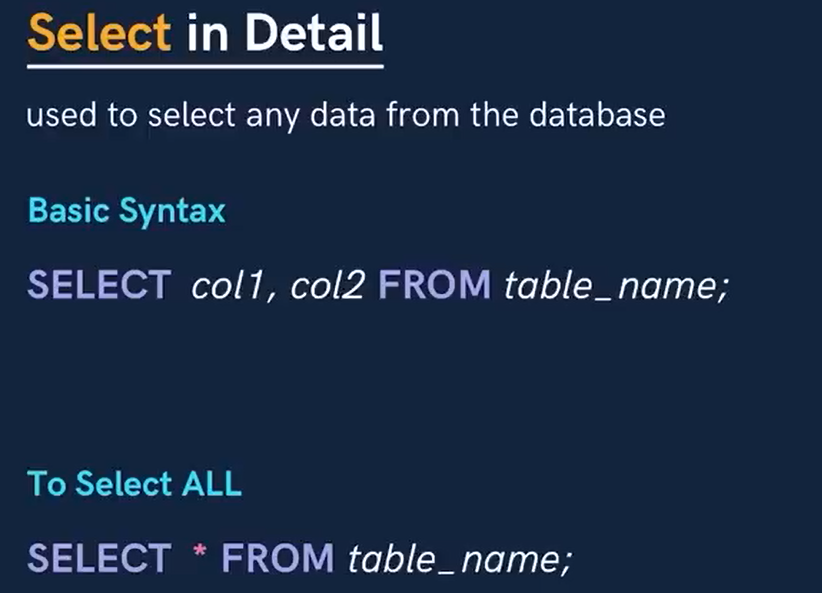 Select in Detail
used to select any data from the database
Basic Syntax
SELECT col1, col2 FROM table_name;
To Select ALL
SELECT * FROM table_name;